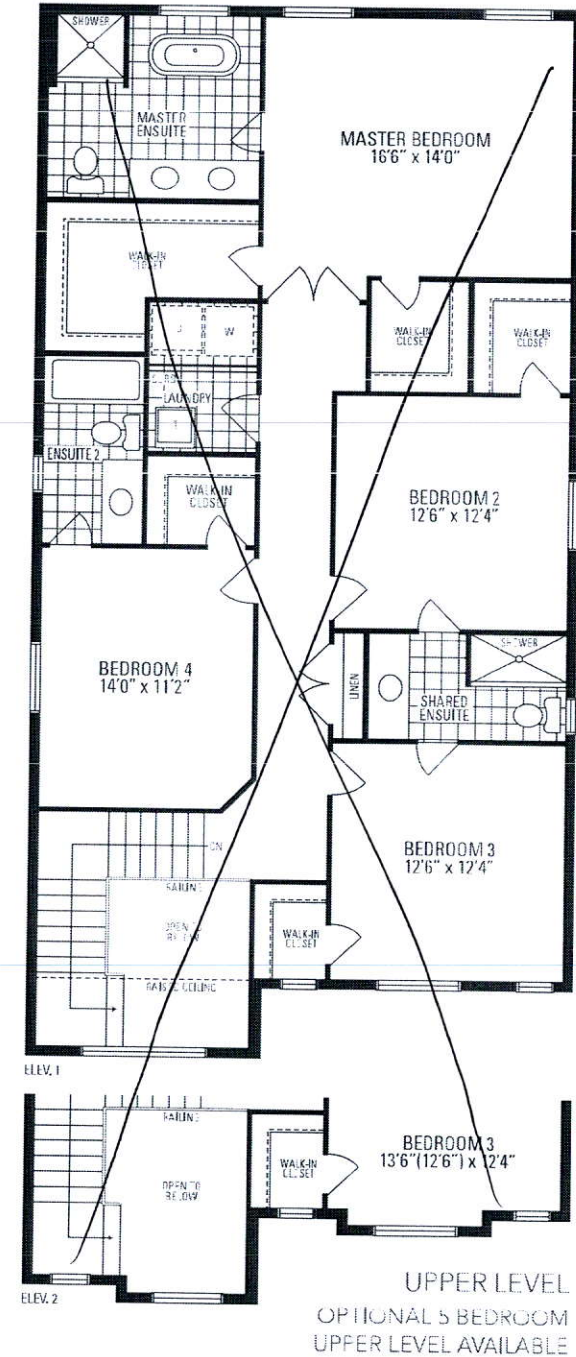 SHOWER
MASTER
ENSUITE
MASTER BEDROOM
16'6" x 14'0"
WALK-IN
CLOSET
W
WALK-IN
CLOSET
WALK-IN
CLOSET
LAUNDRY
ENSUITE 2
WALK-IN
CLOSET
BEDROOM 2
12'6" x 12'4"
BEDROOM 4
14'0" x 11'2"
LINEN
SHOWER
SHARED
ENSUITE
DN
RAILING
OPEN TO
BELOW
RAISED CEILING
WALK-IN
CLOSET
BEDROOM 3
12'6" x 12'4"
ELEV. 1
RAILING
OPEN TO
BELOW
WALK-IN
CLOSET
BEDROOM 3
13'6"(12'6") x 12'4"
ELEV. 2
UPPER LEVEL
OPTIONAL 5 BEDROOM
UPPER LEVEL AVAILABLE